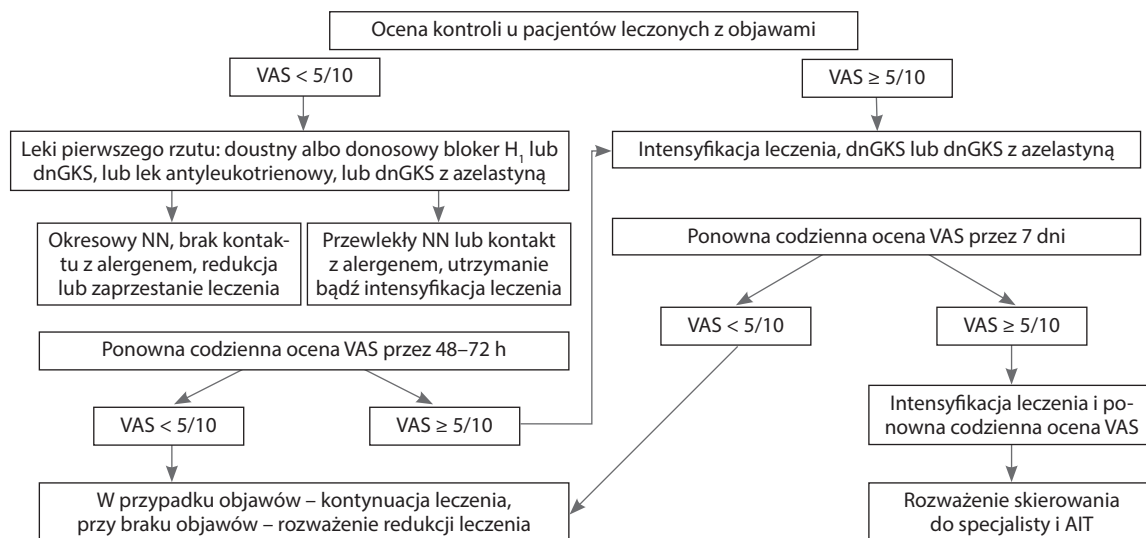 Ocena kontroli u pacjentów leczonych z objawami
VAS < 5/10
VAS ≥ 5/10
Leki pierwszego rzutu: doustny albo donosowy bloker H₁ lub
dnGKS, lub lek antyleukotrienowy, lub dnGKS z azelastyną
Intensyfikacja leczenia, dnGKS lub dnGKS z azelastyną
Okresowy NN, brak kontak-
tu z alergenem, redukcja
lub zaprzestanie leczenia
Przewlekły NN lub kontakt
z alergenem, utrzymanie
bądź intensyfikacja leczenia
Ponowna codzienna ocena VAS przez 7 dni
VAS < 5/10
VAS ≥ 5/10
Ponowna codzienna ocena VAS przez 48–72 h
VAS < 5/10
VAS ≥ 5/10
Intensyfikacja leczenia i po-
nowna codzienna ocena VAS
W przypadku objawów – kontynuacja leczenia,
przy braku objawów – rozważenie redukcji leczenia
Rozważenie skierowania
do specjalisty i AIT